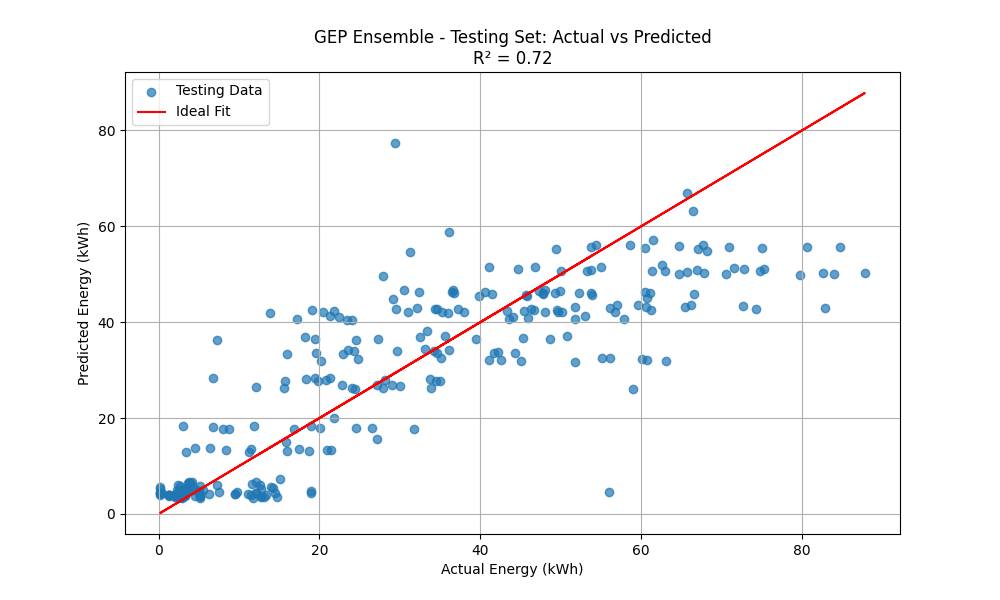 GEP Ensemble - Testing Set: Actual vs Predicted
R² = 0.72
Testing Data
Ideal Fit
Predicted Energy (kWh)
80
60
40
20
0
0 20 40 60 80
Actual Energy (kWh)